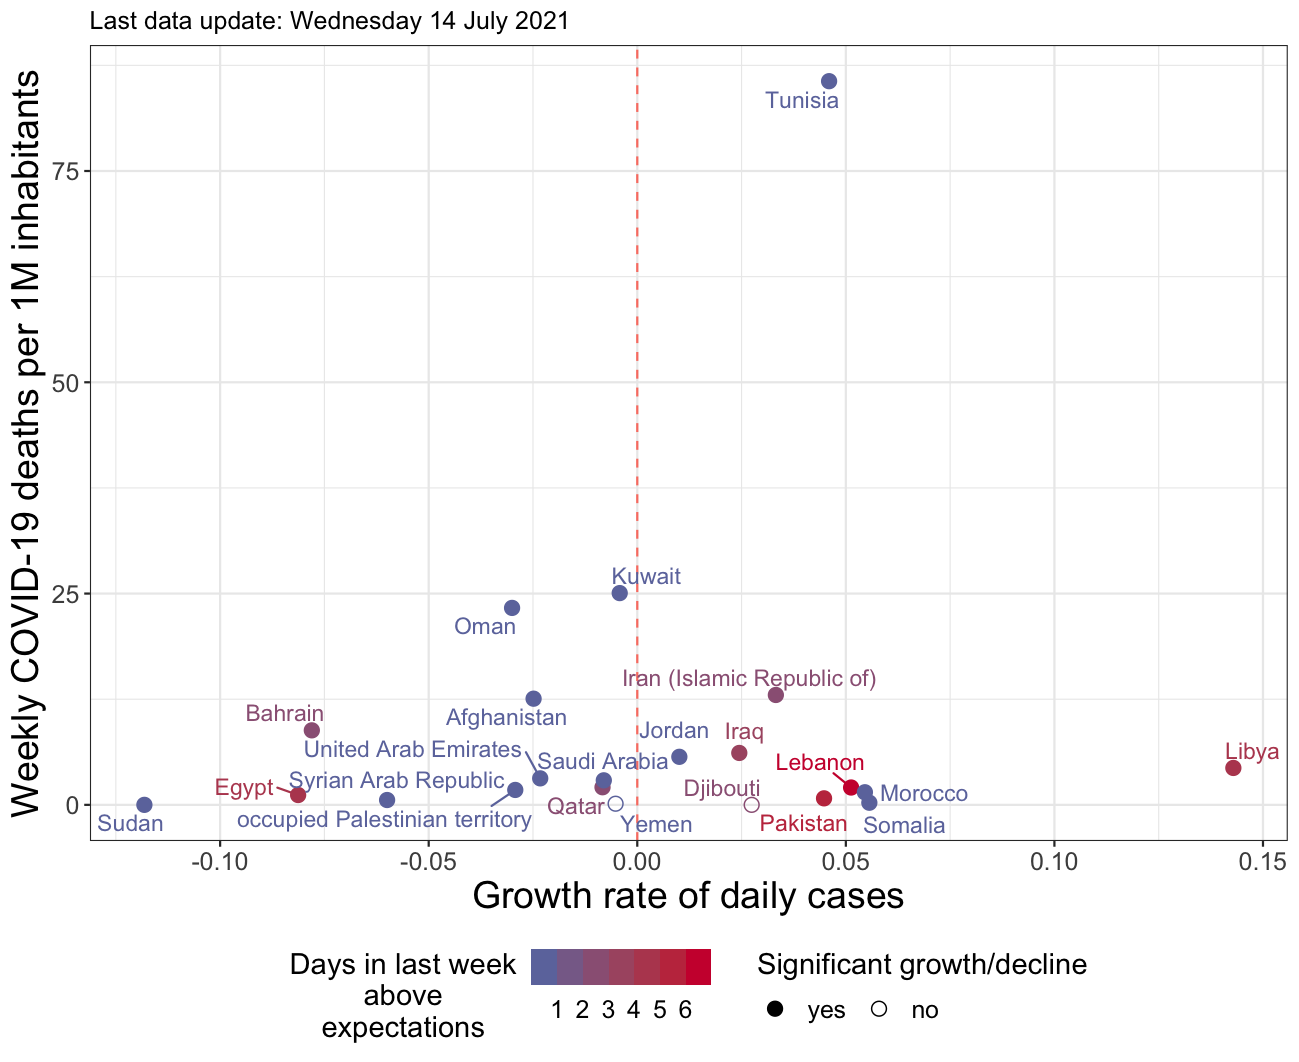 Last data update: Wednesday 14 July 2021
Weekly COVID-19 deaths per 1M inhabitants
75
50
25
0
Tunisia
Kuwait
Oman
Iran (Islamic Republic of)
Bahrain
Afghanistan
Jordan
Iraq
United Arab Emirates
Saudi Arabia
Libya
Lebanon
Egypt
Syrian Arab Republic
Djibouti
Morocco
Qatar
Sudan
occupied Palestinian territory
Yemen
Pakistan
Somalia
-0.10
-0.05
0.00
0.05
0.10
0.15
Growth rate of daily cases
Days in last week
above
expectations
1 2 3 4 5 6
Significant growth/decline
yes
no